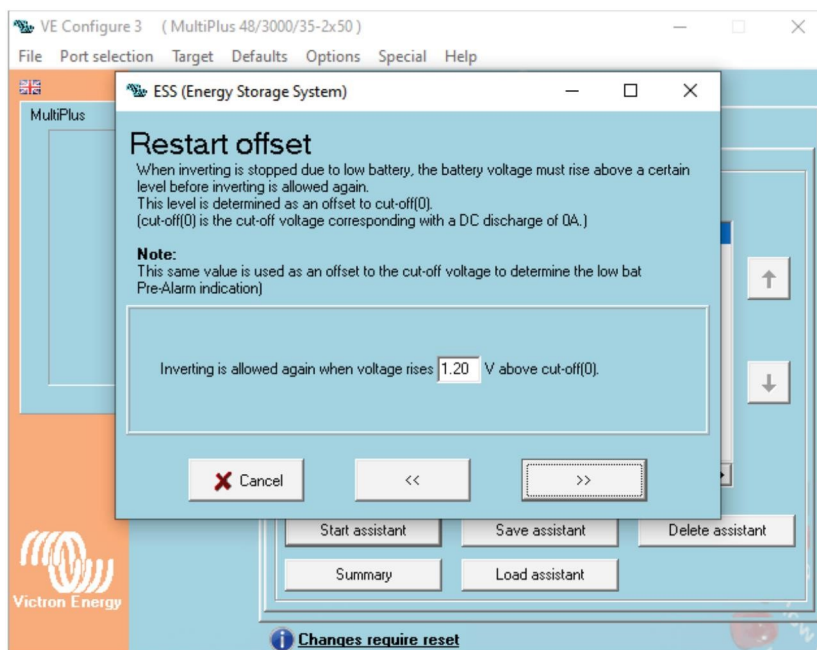 VE Configure 3 ( MultiPlus 48/3000/35-2x50 )
File Port selection Target Defaults Options Special Help
ESS (Energy Storage System)
MultiPlus
Restart offset
When inverting is stopped due to low battery, the battery voltage must rise above a certain
level before inverting is allowed again.
This level is determined as an offset to cut-off(0).
(cut-off(0) is the cut-off voltage corresponding with a DC discharge of 0A.)
Note:
This same value is used as an offset to the cut-off voltage to determine the low bat
Pre-Alarm indication)
Inverting is allowed again when voltage rises 1.20 V above cut-off(0).
Cancel << >>
Start assistant Save assistant Delete assistant
Summary Load assistant
Victron Energy
Changes require reset